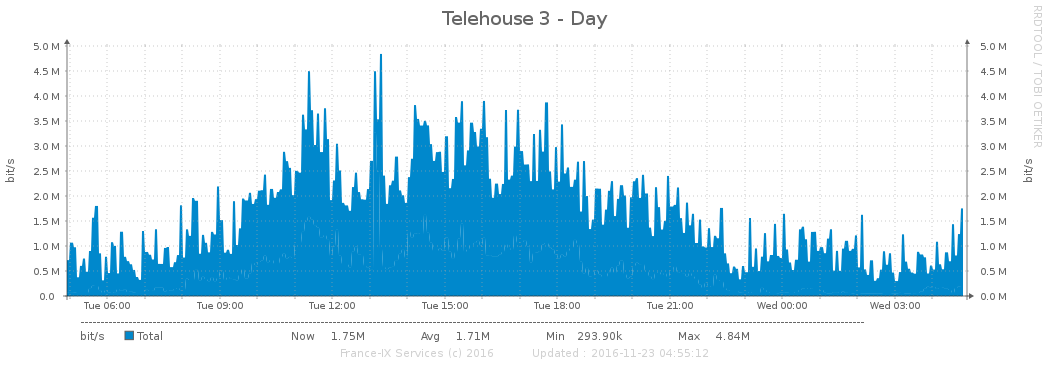 Telehouse 3 - Day
RRDTOOL / TOBI OETIKER
bit/s
5.0 M
4.5 M
4.0 M
3.5 M
3.0 M
2.5 M
2.0 M
1.5 M
1.0 M
0.5 M
0.0
5.0 M
4.5 M
4.0 M
3.5 M
3.0 M
2.5 M
2.0 M
1.5 M
1.0 M
0.5 M
0.0 M
bit/s
Tue 06:00 Tue 09:00 Tue 12:00 Tue 15:00 Tue 18:00 Tue 21:00 Wed 00:00 Wed 03:00
bit/s Total Now 1.75M Avg 1.71M Min 293.90k Max 4.84M
France-IX Services (c) 2016 Updated : 2016-11-23 04:55:12